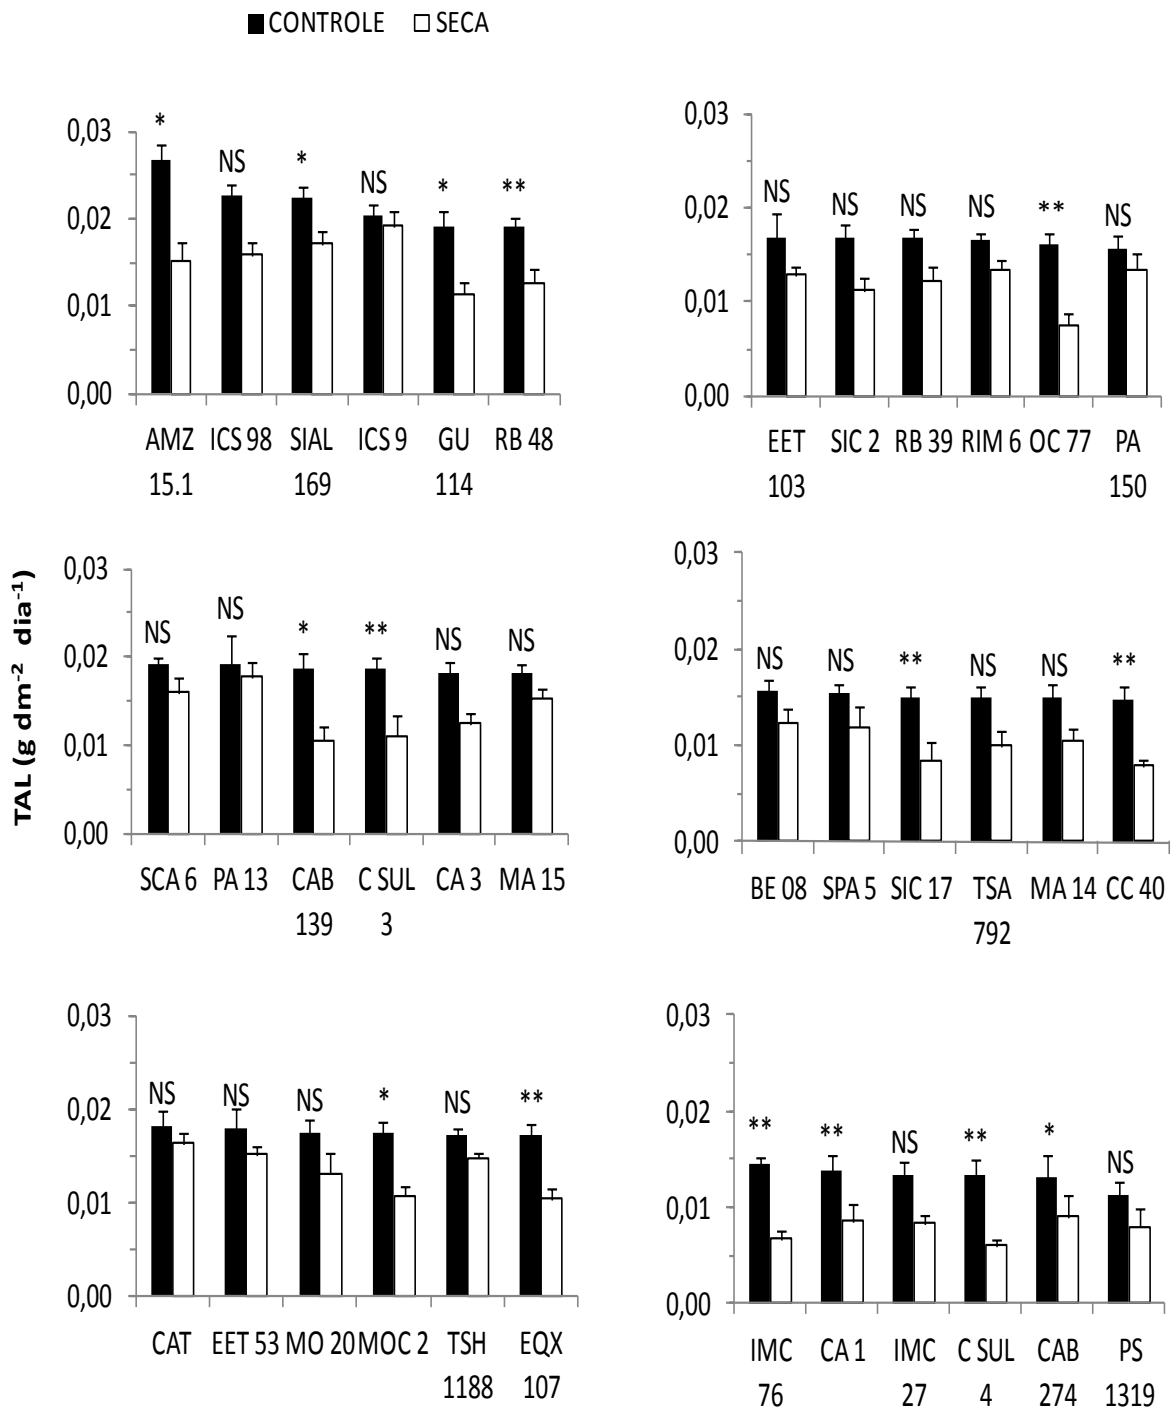 CONTROLE SECA
TAL (g dm⁻² dia⁻¹)
0,03
0,02
0,01
0,00
* NS * NS * **
AMZ ICS 98 SIAL ICS 9 GU RB 48
15.1 169 114
0,03
0,02
0,01
0,00
NS NS NS NS ** NS
EET SIC 2 RB 39 RIM 6 OC 77 PA
103 150
0,03
0,02
0,01
0,00
NS NS * ** NS NS
SCA 6 PA 13 CAB C SUL CA 3 MA 15
139 3
0,03
0,02
0,01
0,00
NS NS ** NS NS **
BE 08 SPA 5 SIC 17 TSA MA 14 CC 40
792
0,03
0,02
0,01
0,00
NS NS NS * NS **
CAT EET 53 MO 20 MOC 2 TSH EQX
1188 107
0,03
0,02
0,01
0,00
** ** NS ** * NS
IMC CA 1 IMC C SUL CAB PS
76 27 4 274 1319